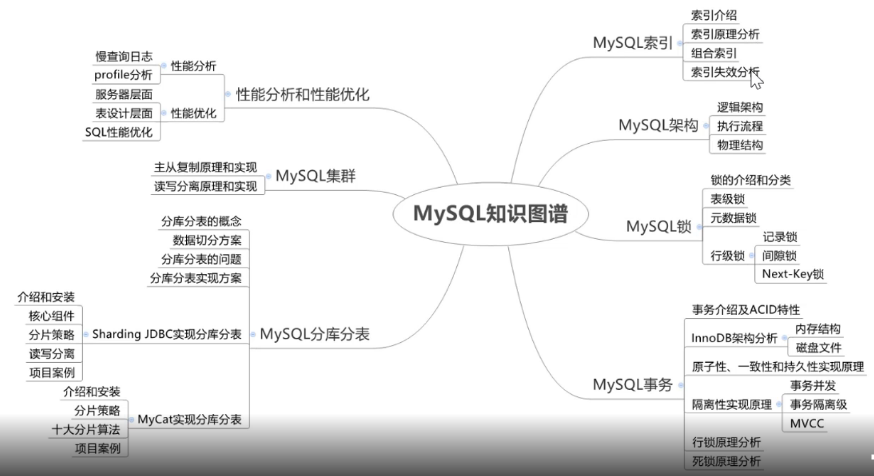 MySQL知识图谱
MySQL索引
索引介绍
索引原理分析
组合索引
索引失效分析
MySQL架构
逻辑架构
执行流程
物理结构
MySQL锁
锁的介绍和分类
表级锁
元数据锁
行级锁
记录锁
间隙锁
Next-Key锁
MySQL事务
事务介绍及ACID特性
InnoDB架构分析
内存结构
磁盘文件
原子性、一致性和持久性实现原理
隔离性实现原理
事务并发
事务隔离级
MVCC
行锁原理分析
死锁原理分析
性能分析和性能优化
性能分析
慢查询日志
profile分析
性能优化
服务器层面
表设计层面
SQL性能优化
MySQL集群
主从复制原理和实现
读写分离原理和实现
MySQL分库分表
分库分表的概念
数据切分方案
分库分表的问题
分库分表实现方案
Sharding JDBC实现分库分表
介绍和安装
核心组件
分片策略
读写分离
项目案例
MyCat实现分库分表
介绍和安装
分片策略
十大分片算法
项目案例